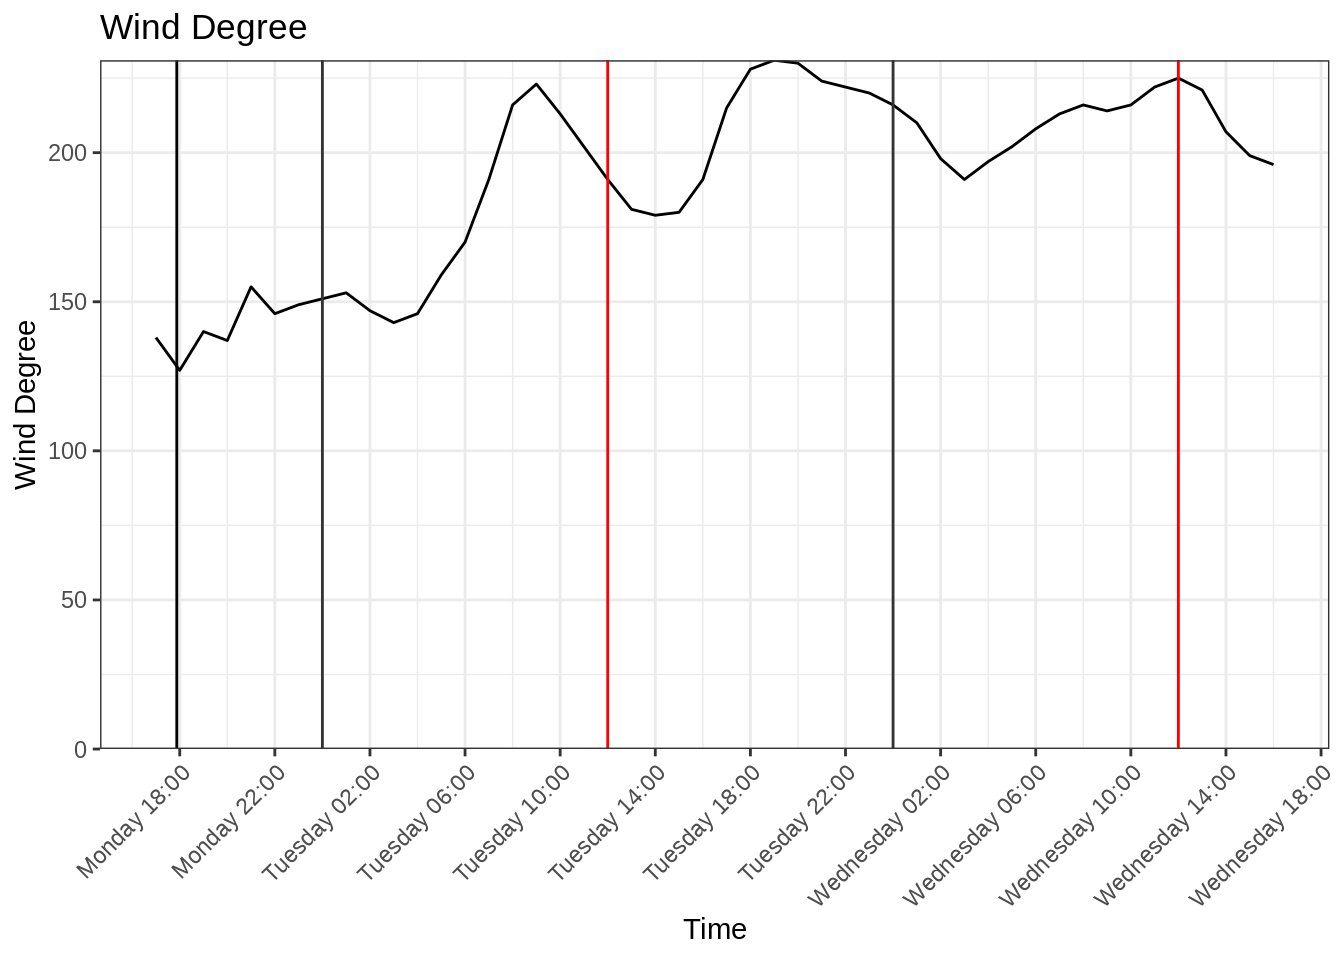 Wind Degree
Wind Degree
200
150
100
50
0
Monday 18:00
Monday 22:00
Tuesday 02:00
Tuesday 06:00
Tuesday 10:00
Tuesday 14:00
Tuesday 18:00
Tuesday 22:00
Wednesday 02:00
Wednesday 06:00
Wednesday 10:00
Wednesday 14:00
Wednesday 18:00
Time